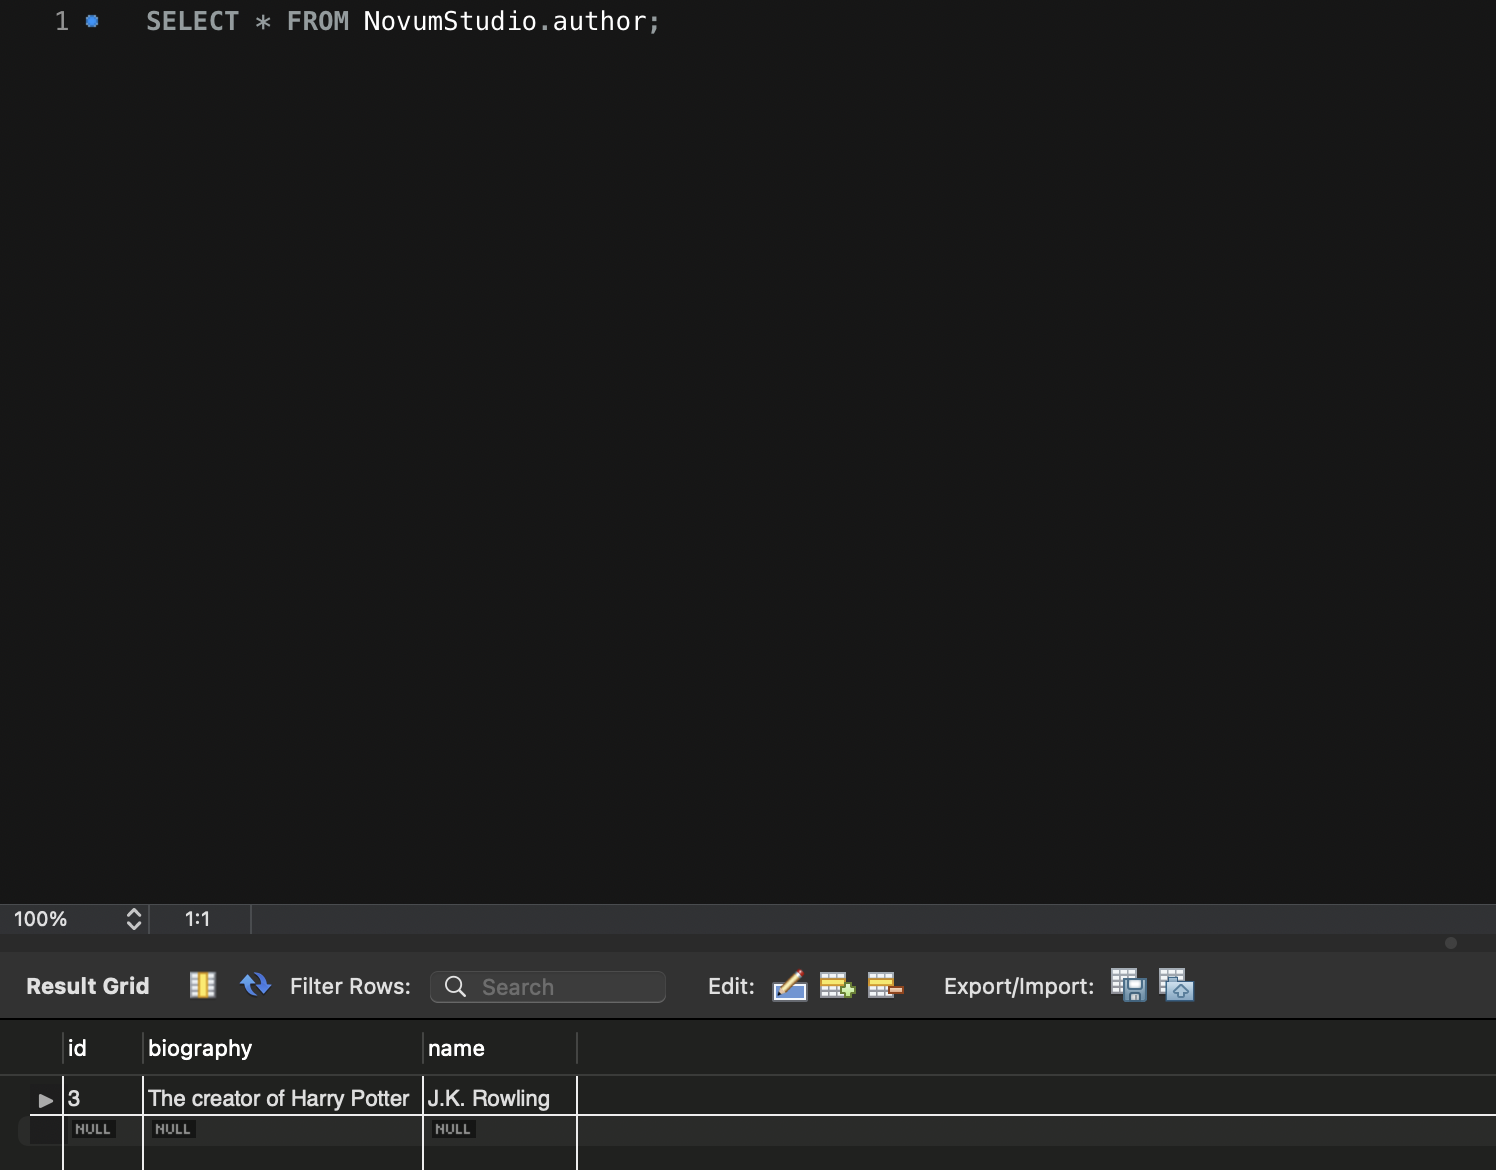 1 SELECT * FROM NovumStudio.author;
100% 1:1
Result Grid Filter Rows: Search Edit: Export/Import:
id biography name
3 The creator of Harry Potter J.K. Rowling
NULL NULL NULL